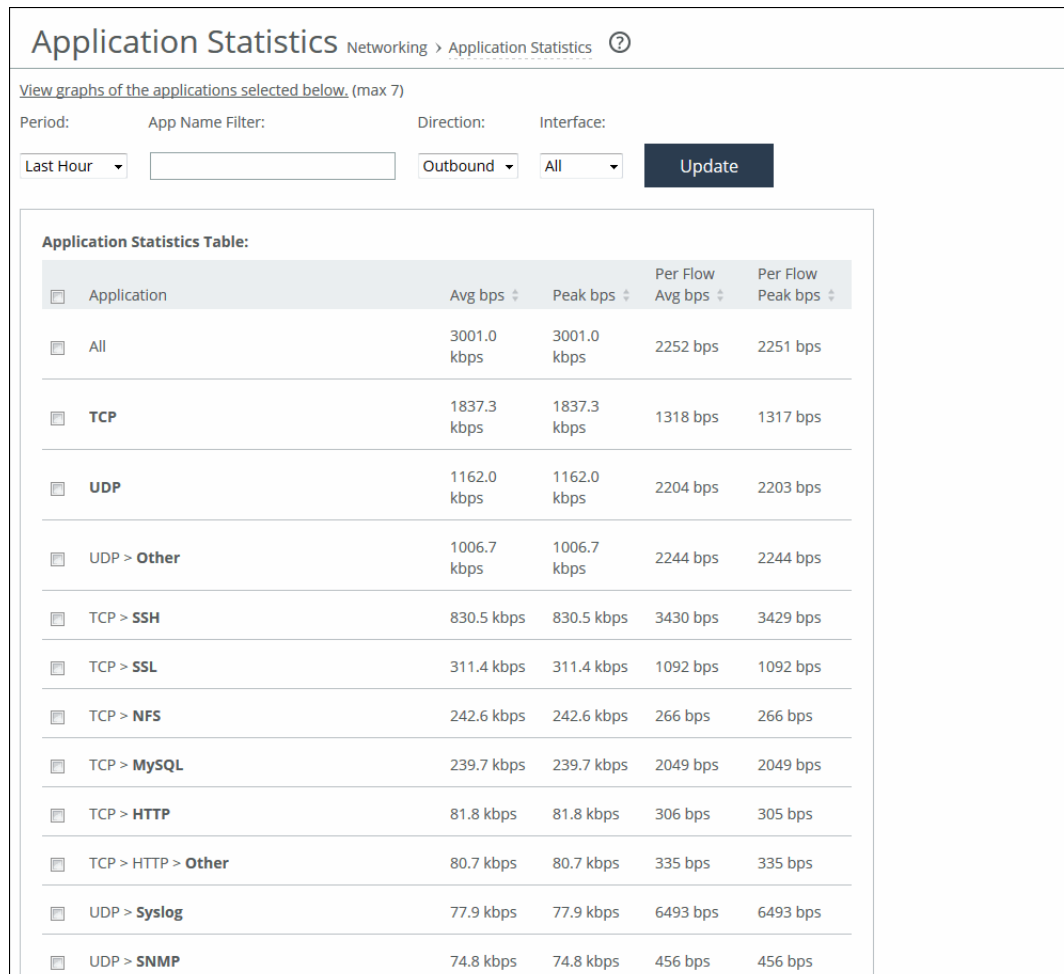 Application Statistics Networking › Application Statistics ?
View graphs of the applications selected below. (max 7)
Period: App Name Filter: Direction: Interface:
Last Hour Outbound All Update
Application Statistics Table:
Per Flow Per Flow
Application Avg bps Peak bps Avg bps Peak bps
All 3001.0 kbps 3001.0 kbps 2252 bps 2251 bps
TCP 1837.3 kbps 1837.3 kbps 1318 bps 1317 bps
UDP 1162.0 kbps 1162.0 kbps 2204 bps 2203 bps
UDP > Other 1006.7 kbps 1006.7 kbps 2244 bps 2244 bps
TCP > SSH 830.5 kbps 830.5 kbps 3430 bps 3429 bps
TCP > SSL 311.4 kbps 311.4 kbps 1092 bps 1092 bps
TCP > NFS 242.6 kbps 242.6 kbps 266 bps 266 bps
TCP > MySQL 239.7 kbps 239.7 kbps 2049 bps 2049 bps
TCP > HTTP 81.8 kbps 81.8 kbps 306 bps 305 bps
TCP > HTTP > Other 80.7 kbps 80.7 kbps 335 bps 335 bps
UDP > Syslog 77.9 kbps 77.9 kbps 6493 bps 6493 bps
UDP > SNMP 74.8 kbps 74.8 kbps 456 bps 456 bps